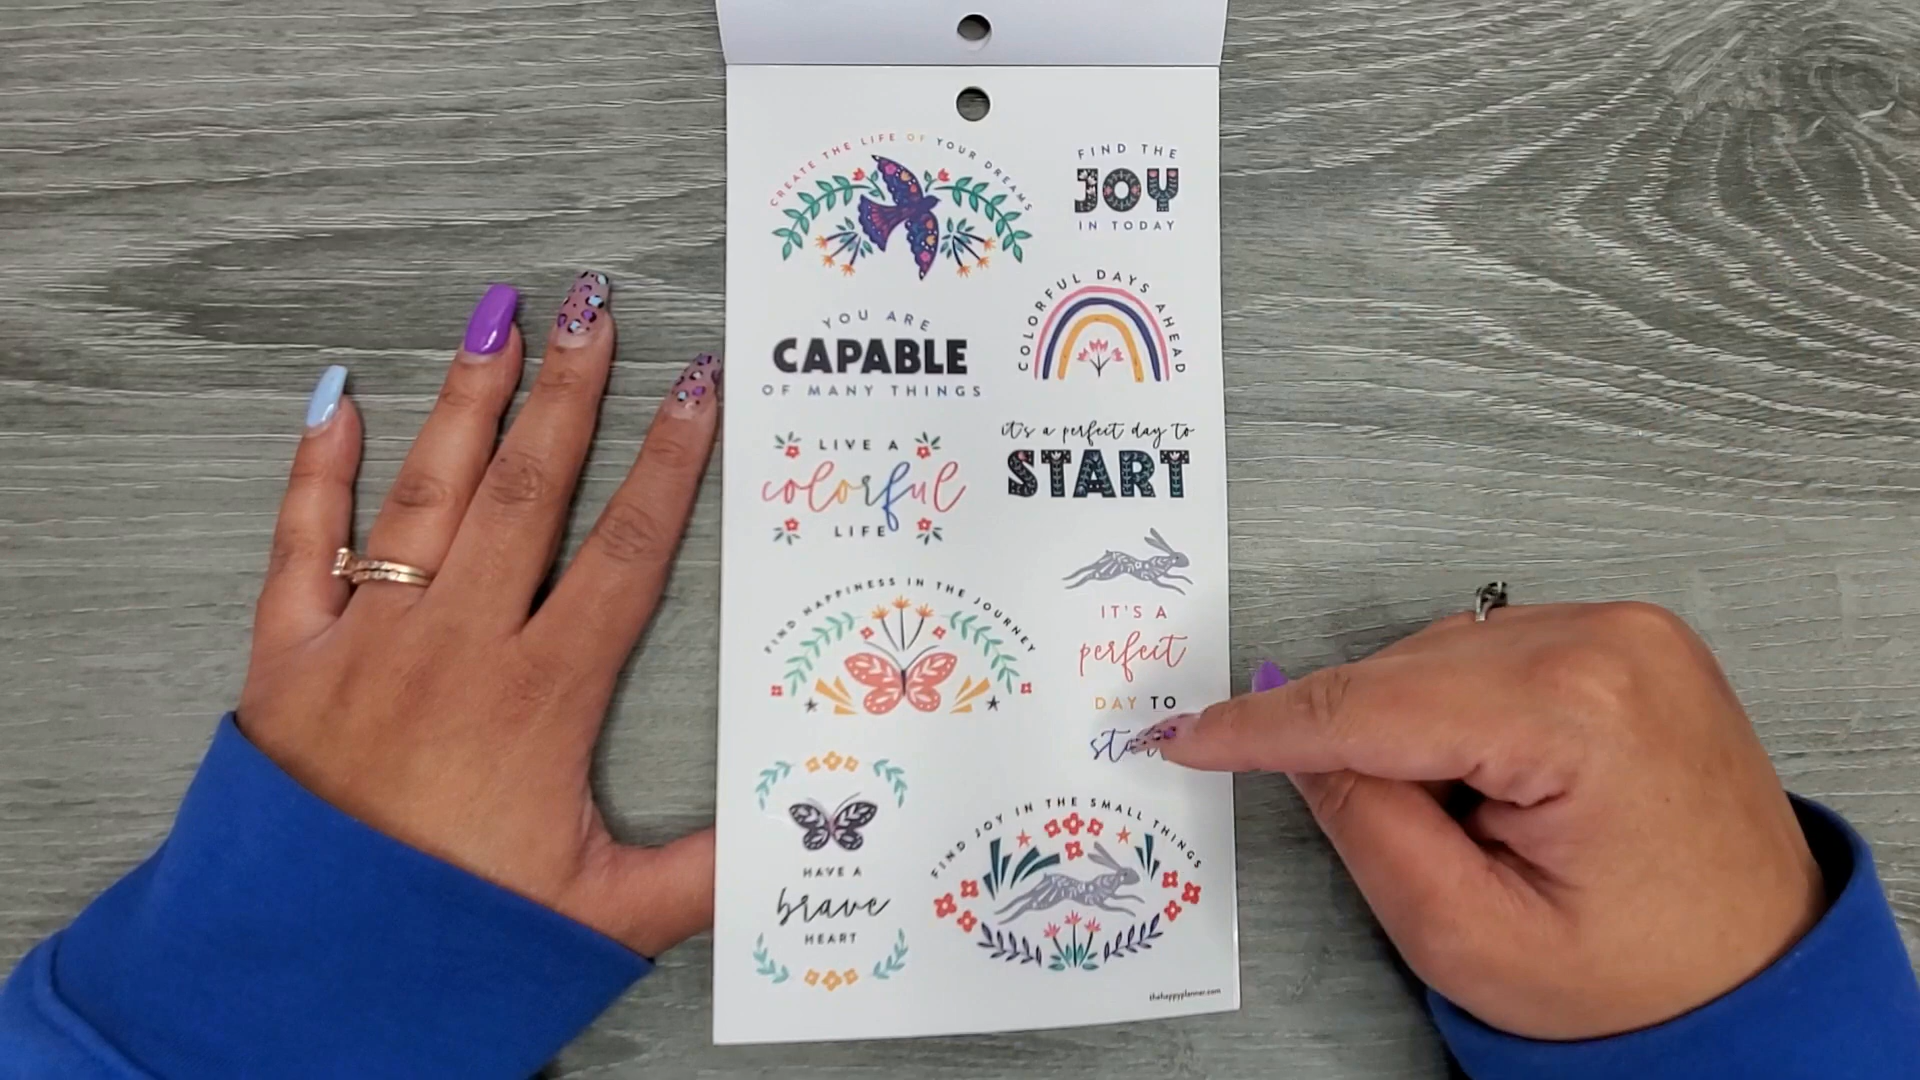 CREATE THE LIFE OF YOUR DREAMS
FIND THE
JOY
IN TODAY
COLORFUL DAYS AHEAD
YOU ARE
CAPABLE
OF MANY THINGS
it's a perfect day to
START
LIVE A
colorful
LIFE
IT'S A
perfect
DAY TO
FIND HAPPINESS IN THE JOURNEY
HAVE A
brave
HEART
FIND JOY IN THE SMALL THINGS
thehappyplanner.com